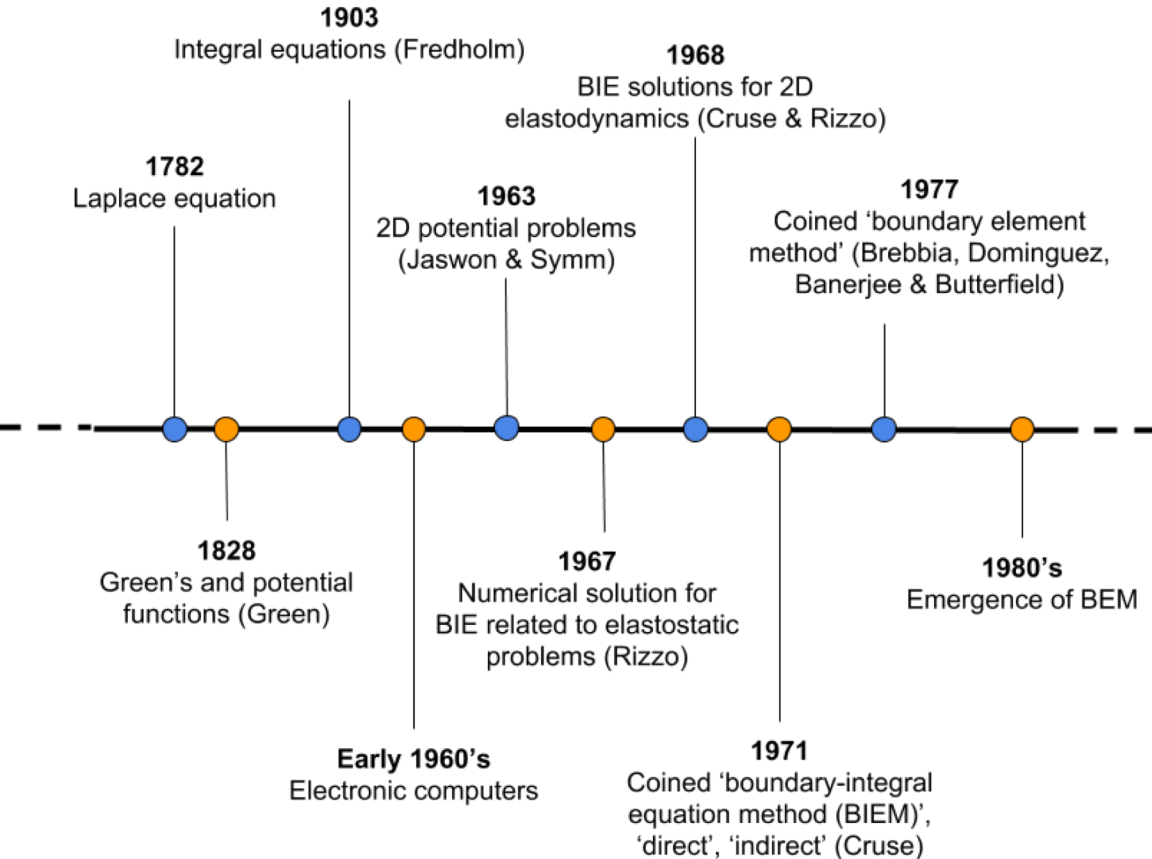 1903
Integral equations (Fredholm)
1968
BIE solutions for 2D
elastodynamics (Cruse & Rizzo)
1782
Laplace equation
1963
2D potential problems
(Jaswon & Symm)
1977
Coined ‘boundary element
method’ (Brebbia, Dominguez,
Banerjee & Butterfield)
1828
Green’s and potential
functions (Green)
1967
Numerical solution for
BIE related to elastostatic
problems (Rizzo)
1980’s
Emergence of BEM
Early 1960’s
Electronic computers
1971
Coined ‘boundary-integral
equation method (BIEM)’,
‘direct’, ‘indirect’ (Cruse)